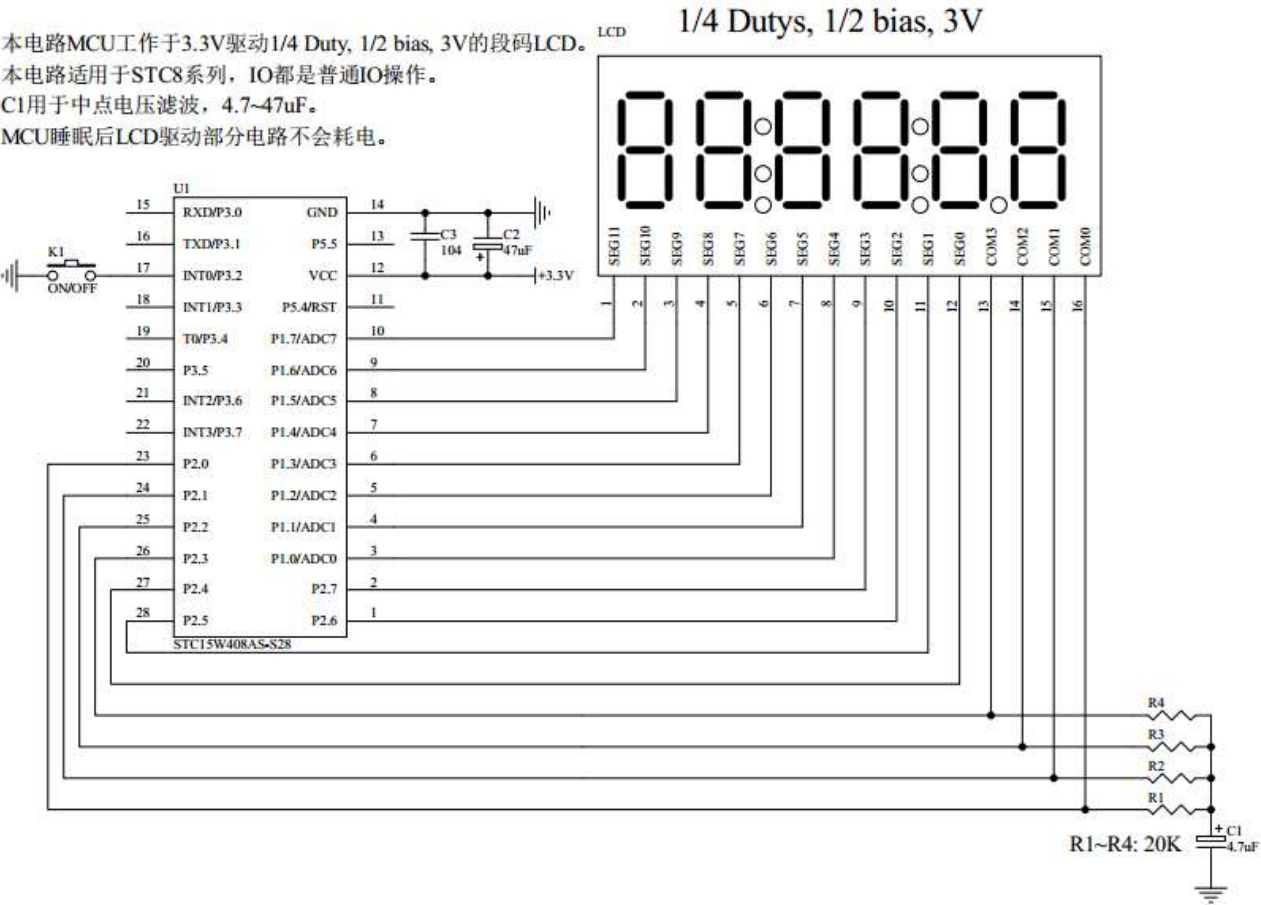 1/4 Dutys, 1/2 bias, 3V
本电路MCU工作于3.3V驱动1/4 Duty, 1/2 bias, 3V的段码LCD。
本电路适用于STC8系列，IO都是普通IO操作。
C1用于中点电压滤波，4.7~47uF。
MCU睡眠后LCD驱动部分电路不会耗电。
LCD
SEG11 SEG10 SEG9 SEG8 SEG7 SEG6 SEG5 SEG4 SEG3 SEG2 SEG1 SEG0 COM3 COM2 COM1 COM0
1 2 3 4 5 6 7 8 9 10 11 12 13 14 15 16
U1
15 RXD/P3.0 GND 14
16 TXD/P3.1 P5.5 13
17 INT0/P3.2 VCC 12
18 INT1/P3.3 P5.4/RST 11
19 T0/P3.4 P1.7/ADC7 10
20 P3.5 P1.6/ADC6 9
21 INT2/P3.6 P1.5/ADC5 8
22 INT3/P3.7 P1.4/ADC4 7
23 P2.0 P1.3/ADC3 6
24 P2.1 P1.2/ADC2 5
25 P2.2 P1.1/ADC1 4
26 P2.3 P1.0/ADC0 3
27 P2.4 P2.7 2
28 P2.5 P2.6 1
STC15W408AS-S28
K1
ON/OFF
C3
104
C2
47uF
+
+3.3V
R4
R3
R2
R1
R1~R4: 20K
+ C1
4.7uF